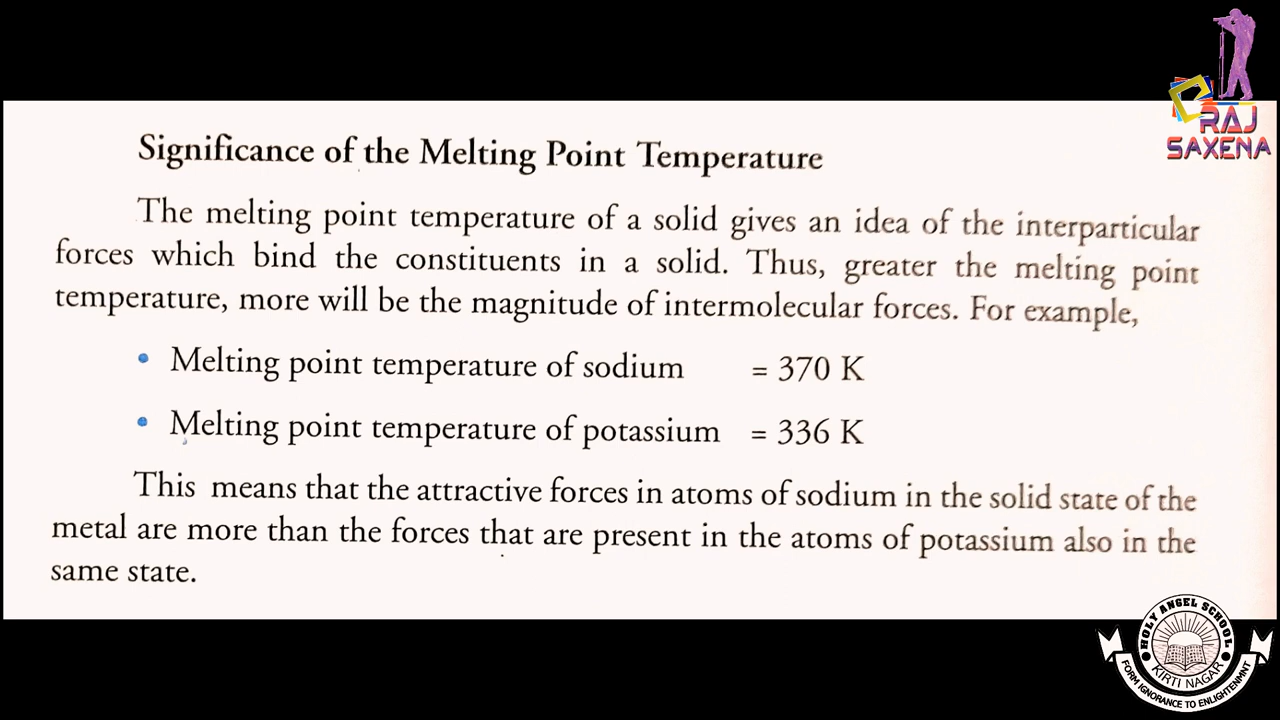 RAJ
SAXENA
Significance of the Melting Point Temperature
The melting point temperature of a solid gives an idea of the interparticular
forces which bind the constituents in a solid. Thus, greater the melting point
temperature, more will be the magnitude of intermolecular forces. For example,
• Melting point temperature of sodium = 370 K
• Melting point temperature of potassium = 336 K
This means that the attractive forces in atoms of sodium in the solid state of the
metal are more than the forces that are present in the atoms of potassium also in the
same state.
HOLY ANGEL SCHOOL
KIRTI NAGAR
FORM IGNORANCE TO ENLIGHTENMNT